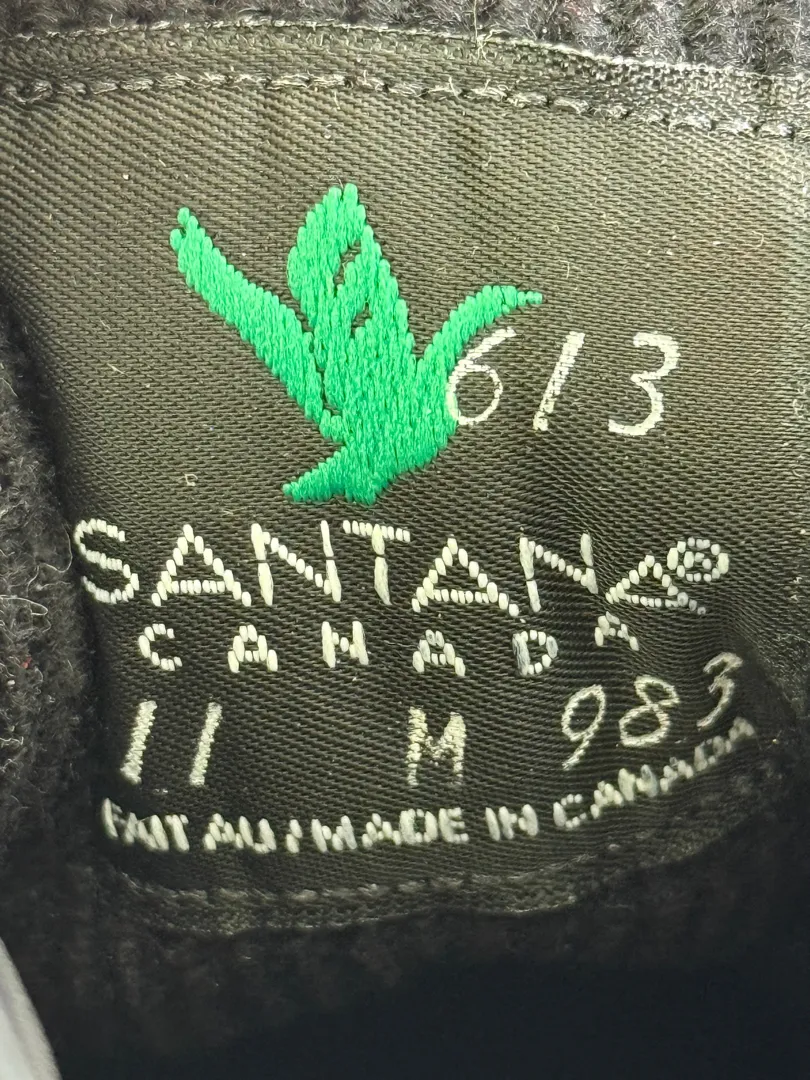 613
SANTANA®
CANADA
11 M 983
FAIT AU/MADE IN CANADA